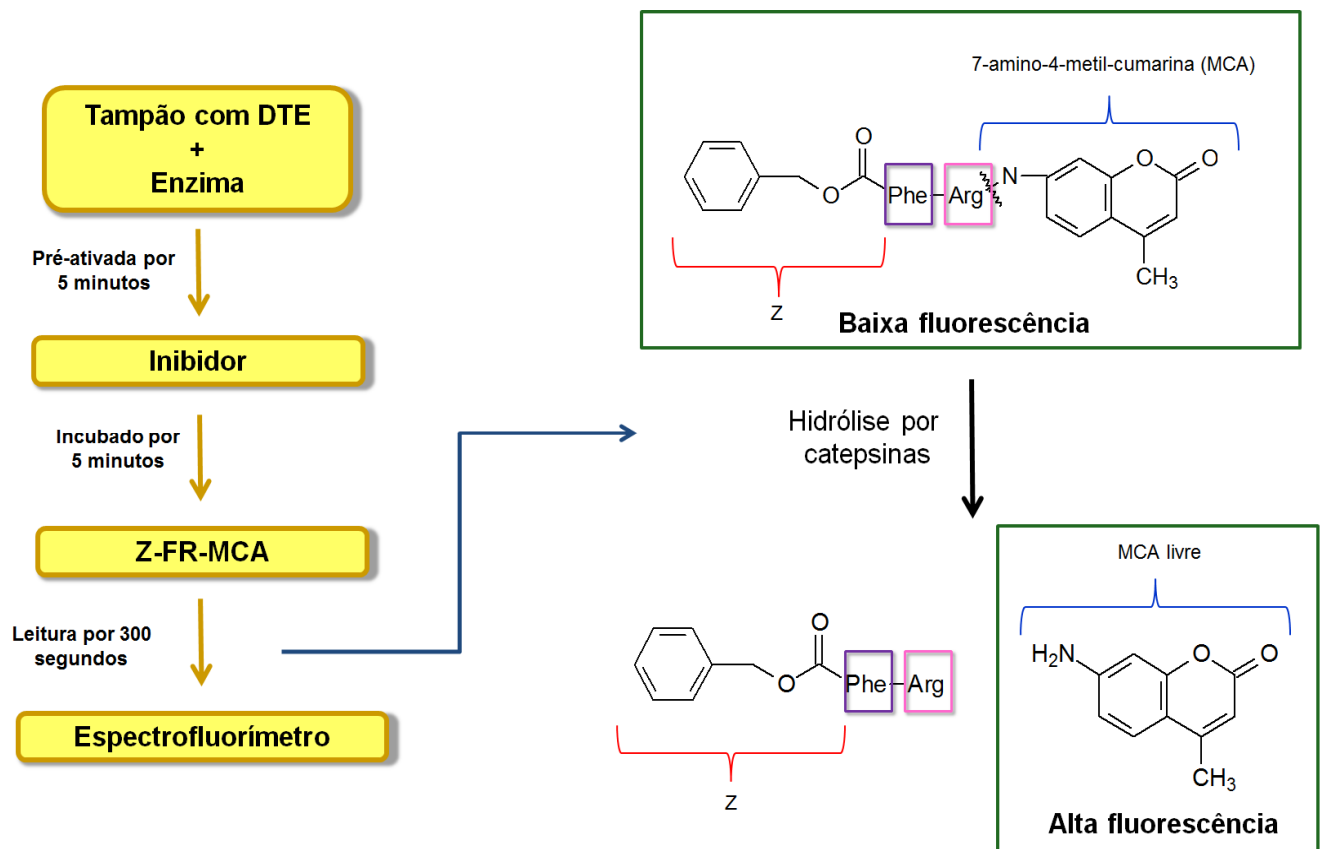 Tampão com DTE
+
Enzima
Pré-ativada por
5 minutos
Inibidor
Incubado por
5 minutos
Z-FR-MCA
Leitura por 300
segundos
Espectrofluorímetro
7-amino-4-metil-cumarina (MCA)
O
O
Phe
Arg
N
O
O
CH3
Z
Baixa fluorescência
Hidrólise por
catepsinas
O
O
Phe
Arg
Z
MCA livre
H2N
O
O
CH3
Alta fluorescência